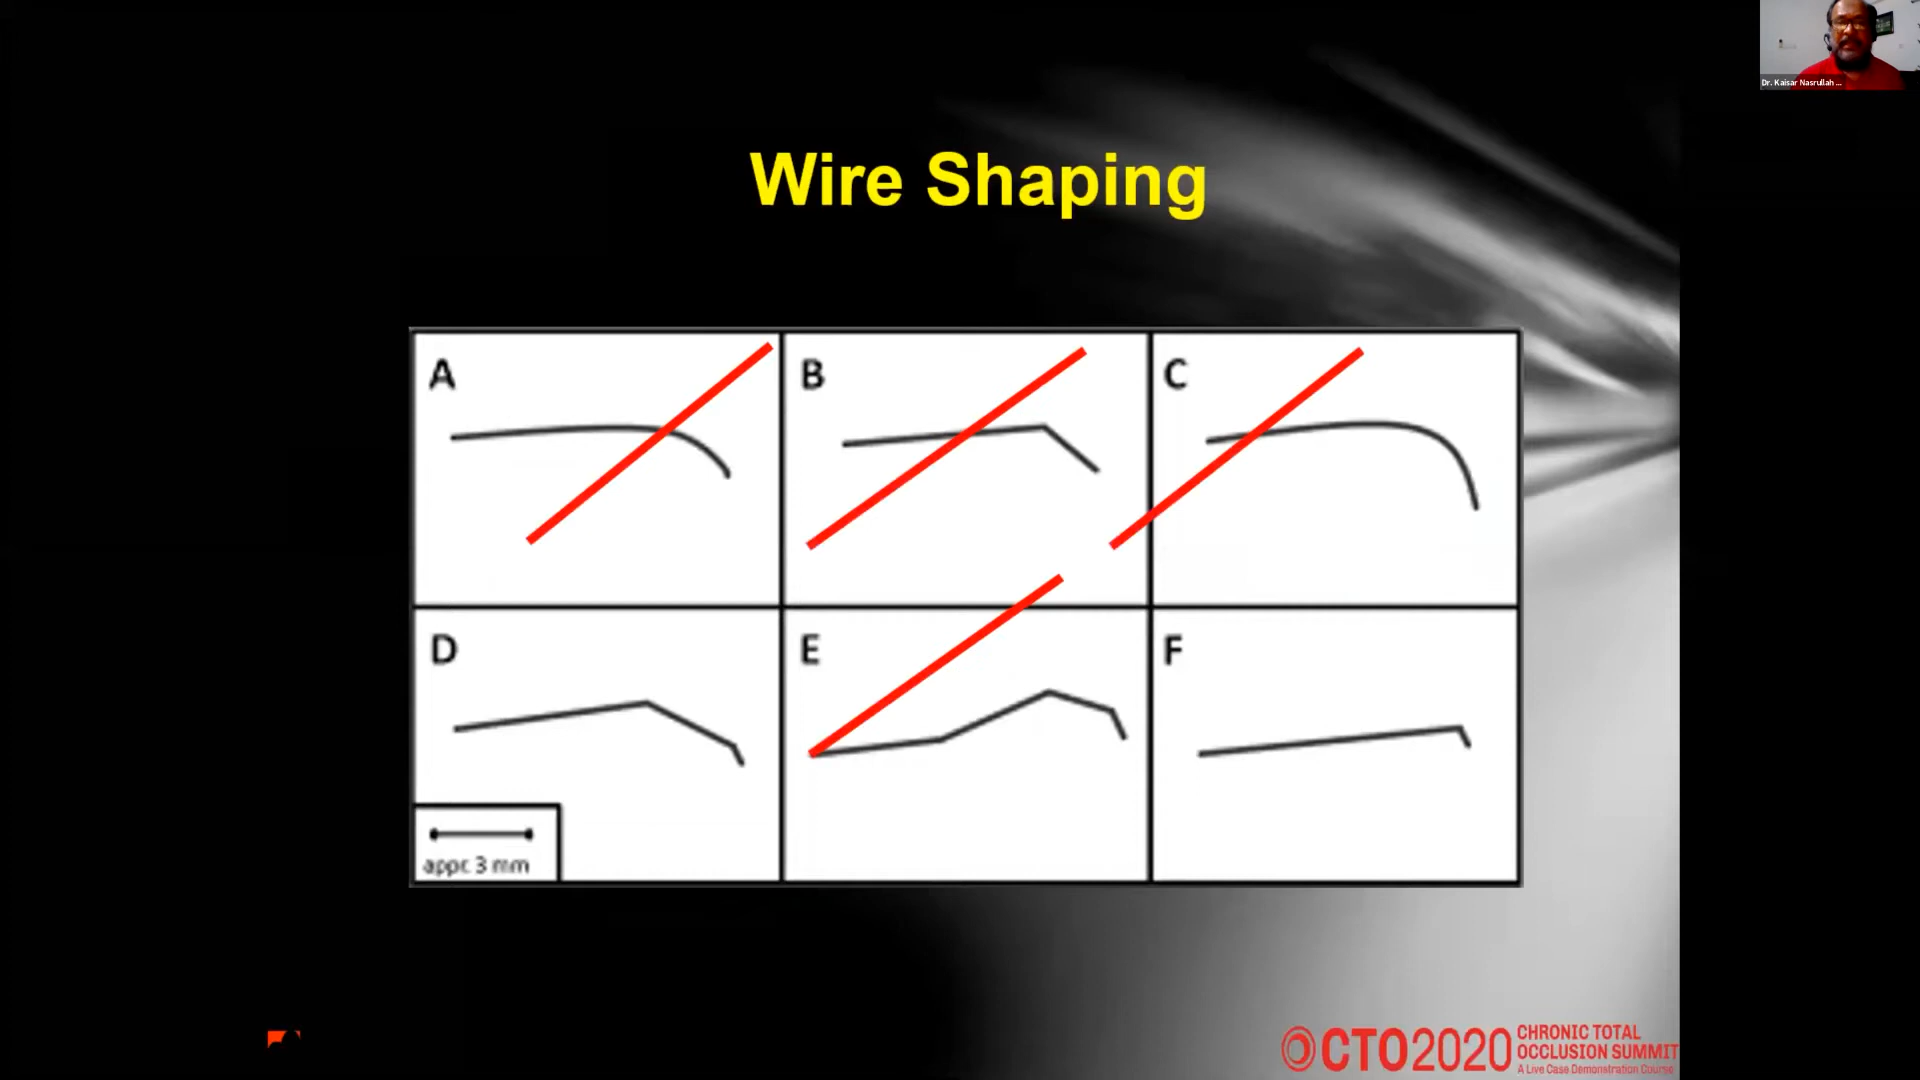 Dr. Kaisar Nasrullah ...
Wire Shaping
A
B
C
D
E
F
appr. 3 mm
CTO2020
CHRONIC TOTAL
OCCLUSION SUMMIT
A Live Case Demonstration Course